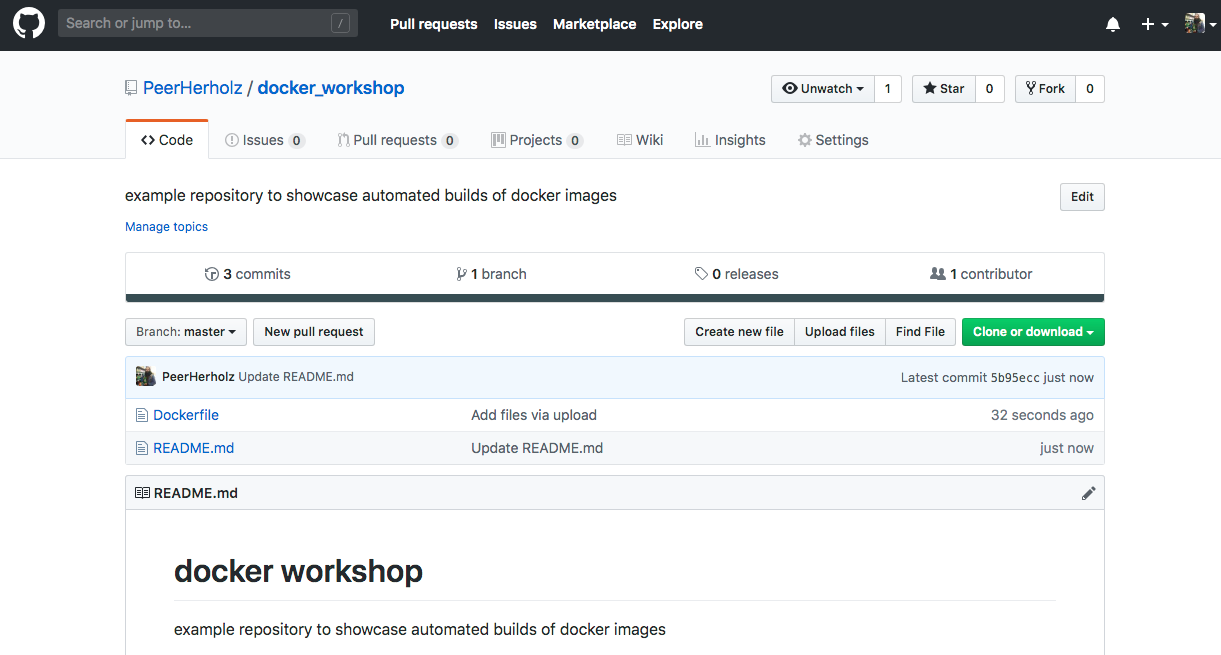 Search or jump to... / Pull requests Issues Marketplace Explore
PeerHerholz / docker_workshop Unwatch 1 Star 0 Fork 0
Code Issues 0 Pull requests 0 Projects 0 Wiki Insights Settings
example repository to showcase automated builds of docker images Edit
Manage topics
3 commits 1 branch 0 releases 1 contributor
Branch: master New pull request Create new file Upload files Find File Clone or download
PeerHerholz Update README.md Latest commit 5b95ecc just now
Dockerfile Add files via upload 32 seconds ago
README.md Update README.md just now
README.md
docker workshop
example repository to showcase automated builds of docker images